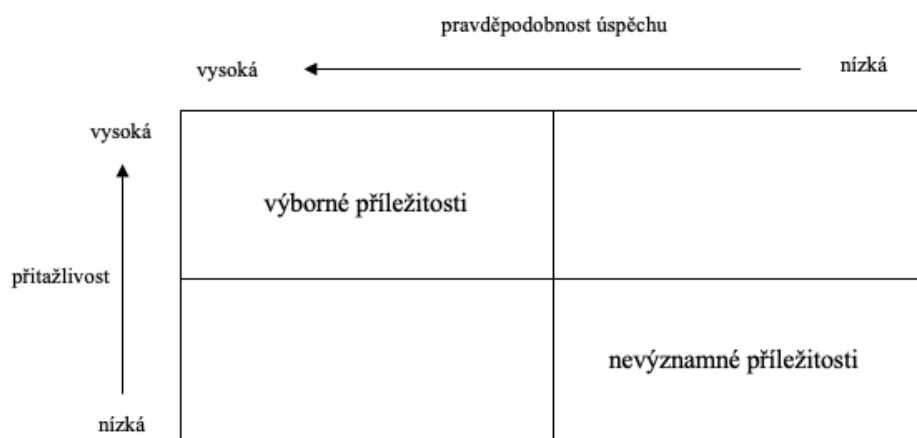 pravděpodobnost úspěchu
vysoká
nízká
vysoká
výborné příležitosti
přitažlivost
nevýznamné příležitosti
nízká